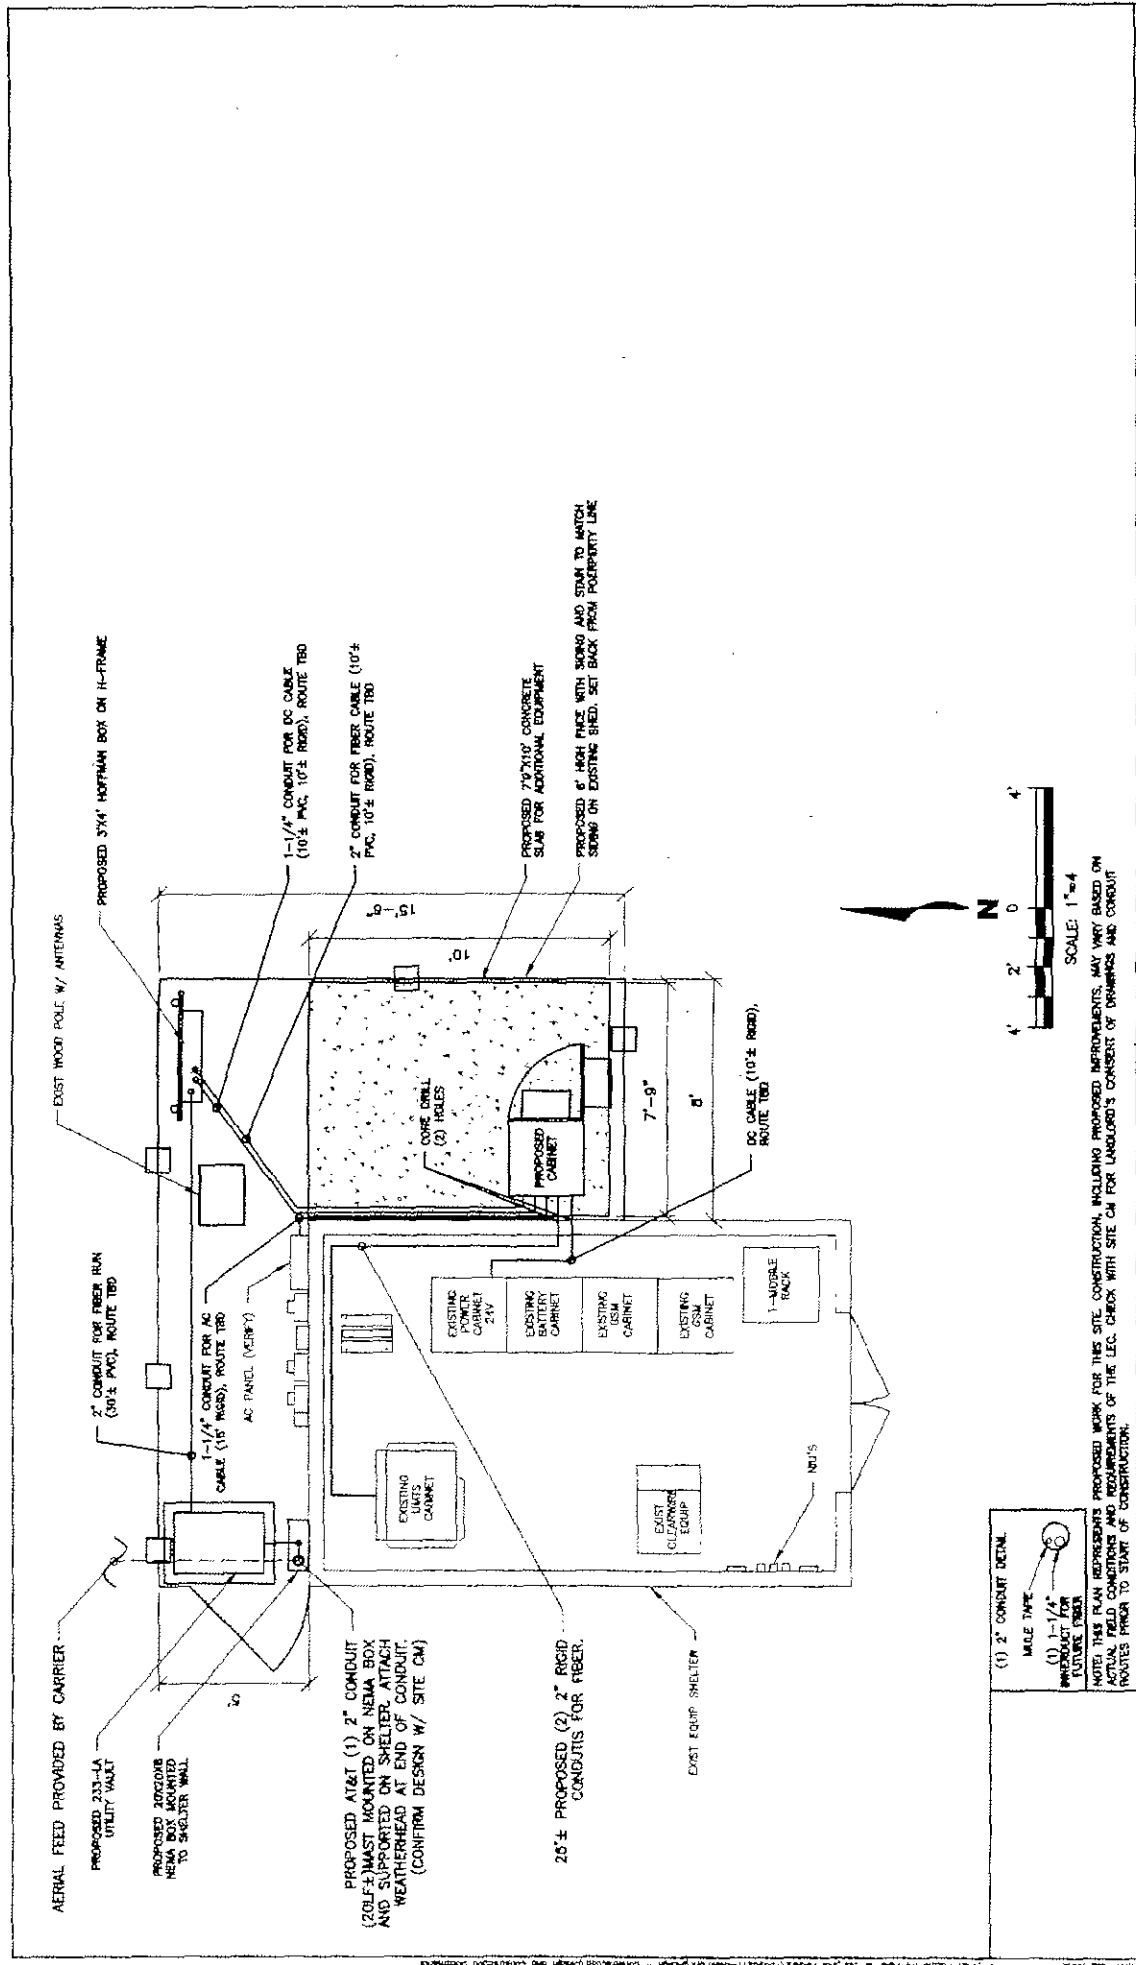 AERIAL FEED PROVIDED BY CARRIER
PROPOSED 233-LA
UTILITY VAULT
PROPOSED 20X20X8
NEMA BOX MOUNTED
TO SHELTER WALL
PROPOSED AT&T (1) 2" CONDUIT
(20LF±)MAST MOUNTED ON NEMA BOX
AND SUPPORTED ON SHELTER. ATTACH
WEATHERHEAD AT END OF CONDUIT.
(CONFIRM DESIGN W/ SITE CM)
26'± PROPOSED (2) 2" RIGID
CONDUTIS FOR FIBER.
EXIST EQUIP SHELTER
2" CONDUIT FOR FIBER RUN
(30'± PVC), ROUTE TBD
1-1/4" CONDUIT FOR AC
CABLE (15' RIGID), ROUTE TBD
AC PANEL (VERIFY)
EXIST WOOD POLE W/ ANTENNAS
PROPOSED 3'X4' HOFFMAN BOX ON H-FRAME
1-1/4" CONDUIT FOR DC CABLE
(10'± PVC, 10'± RIGID), ROUTE TBD
2" CONDUIT FOR FIBER CABLE (10'±
PVC, 10'± RIGID), ROUTE TBD
PROPOSED 7'9"X10' CONCRETE
SLAB FOR ADDITIONAL EQUIPMENT
PROPOSED 6' HIGH FNCE WITH SIDING AND STAIN TO MATCH
SIDING ON EXISTING SHED. SET BACK FROM POERPERTY LINE
15'-6"
10'
CORE DRILL
(2) HOLES
PROPOSED
CABINET
7'-9"
8'
DC CABLE (10'± RIGID),
ROUTE TBD
EXISTING
UMTS
CABINET
EXISTING
POWER
CABINET
24V
EXISTING
BATTERY
CABINET
EXISTING
GSM
CABINET
EXISTING
GSM
CABINET
T-MOBILE
RACK
EXIST
CLEARWIRE
EQUIP
NIU'S
N
4'
2'
0
4'
SCALE: 1"=4
(1) 2" CONDUIT DETAIL
MULE TAPE
(1) 1-1/4"
INNERDUCT FOR
FUTURE FIBER
NOTE: THIS PLAN REPRESENTS PROPOSED WORK FOR THIS SITE. CONSTRUCTION, INCLUDING PROPOSED IMPROVEMENTS, MAY VARY BASED ON
ACTUAL FIELD CONDITIONS AND REQUIREMENTS OF THE LEC. CHECK WITH SITE CM FOR LANDLORD'S CONSENT OF DRAWINGS AND CONDUIT
ROUTES PRIOR TO START OF CONSTRUCTION.